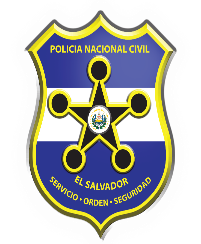 POLICIA NACIONAL CIVIL
EL SALVADOR
SERVICIO • ORDEN • SEGURIDAD